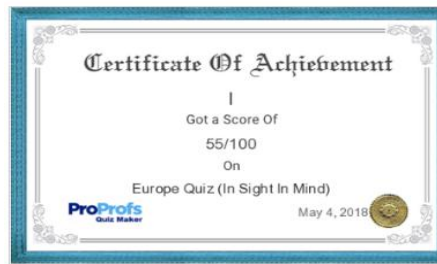 Certificate Of Achievement
I
Got a Score Of
55/100
On
Europe Quiz (In Sight In Mind)
ProProfs
Quiz Maker
May 4, 2018